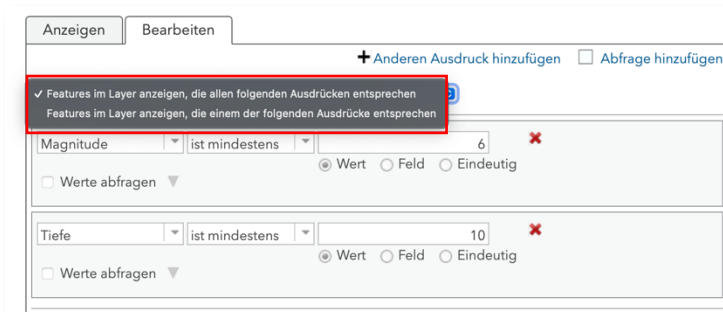 Anzeigen Bearbeiten
Anderen Ausdruck hinzufügen Abfrage hinzufügen
✓ Features im Layer anzeigen, die allen folgenden Ausdrücken entsprechen
Features im Layer anzeigen, die einem der folgenden Ausdrücke entsprechen
Magnitude ist mindestens 6
Wert Feld Eindeutig
Werte abfragen
Tiefe ist mindestens 10
Wert Feld Eindeutig
Werte abfragen